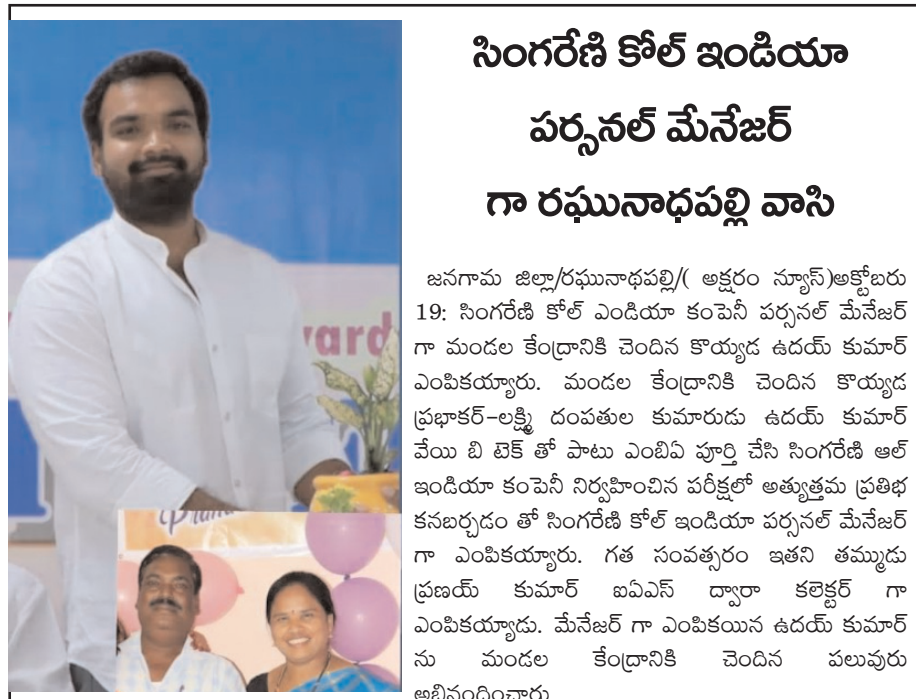 సింగరేణి కోల్ ఇండియా
పర్సనల్ మేనేజర్
గా రఘునాధపల్లి వాసి
జనగామ జిల్లా/రఘునాథపల్లి/( అక్షరం న్యూస్)అక్టోబరు
19: సింగరేణి కోల్ ఎండియా కంపెనీ పర్సనల్ మేనేజర్
గా మండల కేంద్రానికి చెందిన కొయ్యడ ఉదయ్ కుమార్
ఎంపికయ్యారు. మండల కేంద్రానికి చెందిన కొయ్యడ
ప్రభాకర్-లక్ష్మి దంపతుల కుమారుడు ఉదయ్ కుమార్
వేయి బి టెక్ తో పాటు ఎంబిఏ పూర్తి చేసి సింగరేణి ఆల్
ఇండియా కంపెనీ నిర్వహించిన పరీక్షలో అత్యుత్తమ ప్రతిభ
కనబర్చడం తో సింగరేణి కోల్ ఇండియా పర్సనల్ మేనేజర్
గా ఎంపికయ్యారు. గత సంవత్సరం ఇతని తమ్ముడు
ప్రణయ్ కుమార్ ఐఏఎస్ ద్వారా కలెక్టర్ గా
ఎంపికయ్యాడు. మేనేజర్ గా ఎంపికయిన ఉదయ్ కుమార్
ను మండల కేంద్రానికి చెందిన పలువురు
అభినందించారు